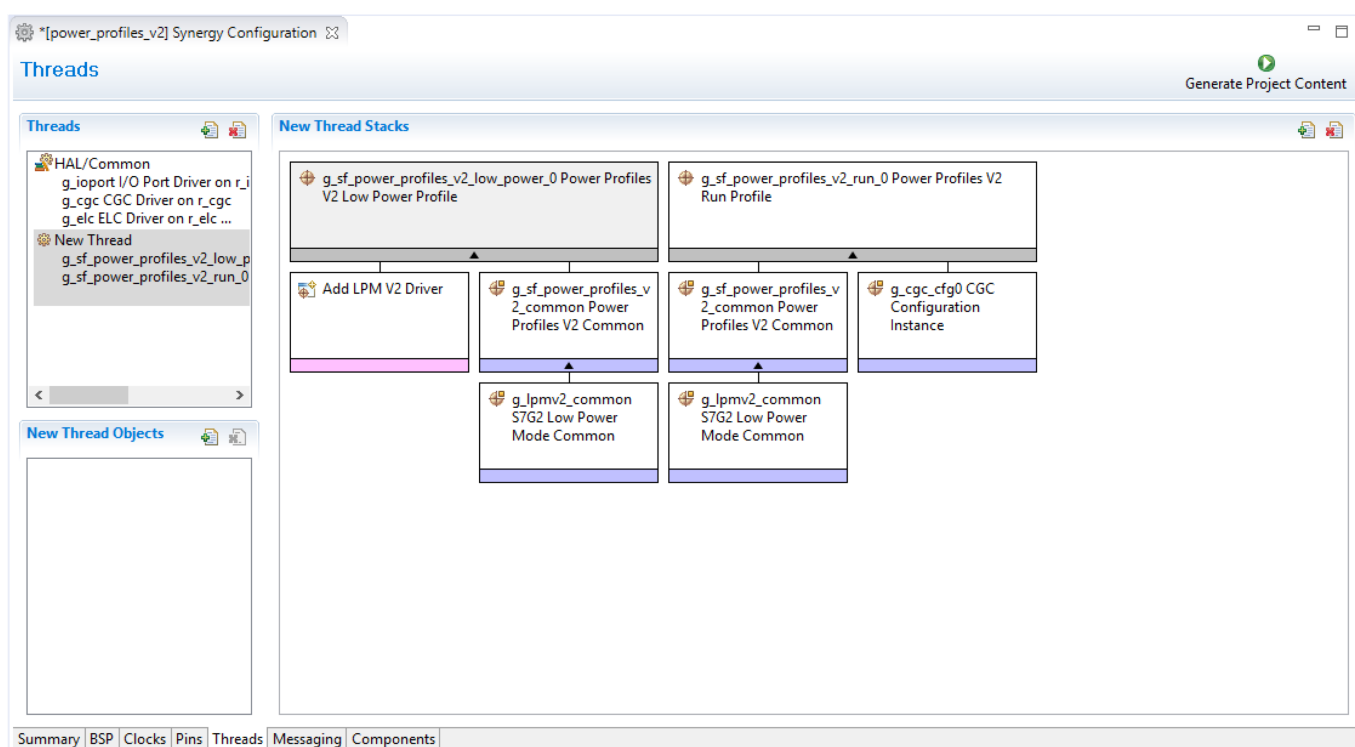 *[power_profiles_v2] Synergy Configuration
Threads
Generate Project Content
Threads
HAL/Common
g_ioport I/O Port Driver on r_i
g_cgc CGC Driver on r_cgc
g_elc ELC Driver on r_elc ...
New Thread
g_sf_power_profiles_v2_low_p
g_sf_power_profiles_v2_run_0
New Thread Objects
New Thread Stacks
g_sf_power_profiles_v2_low_power_0 Power Profiles
V2 Low Power Profile
g_sf_power_profiles_v2_run_0 Power Profiles V2
Run Profile
Add LPM V2 Driver
g_sf_power_profiles_v
2_common Power
Profiles V2 Common
g_sf_power_profiles_v
2_common Power
Profiles V2 Common
g_cgc_cfg0 CGC
Configuration
Instance
g_lpmv2_common
S7G2 Low Power
Mode Common
g_lpmv2_common
S7G2 Low Power
Mode Common
Summary BSP Clocks Pins Threads Messaging Components